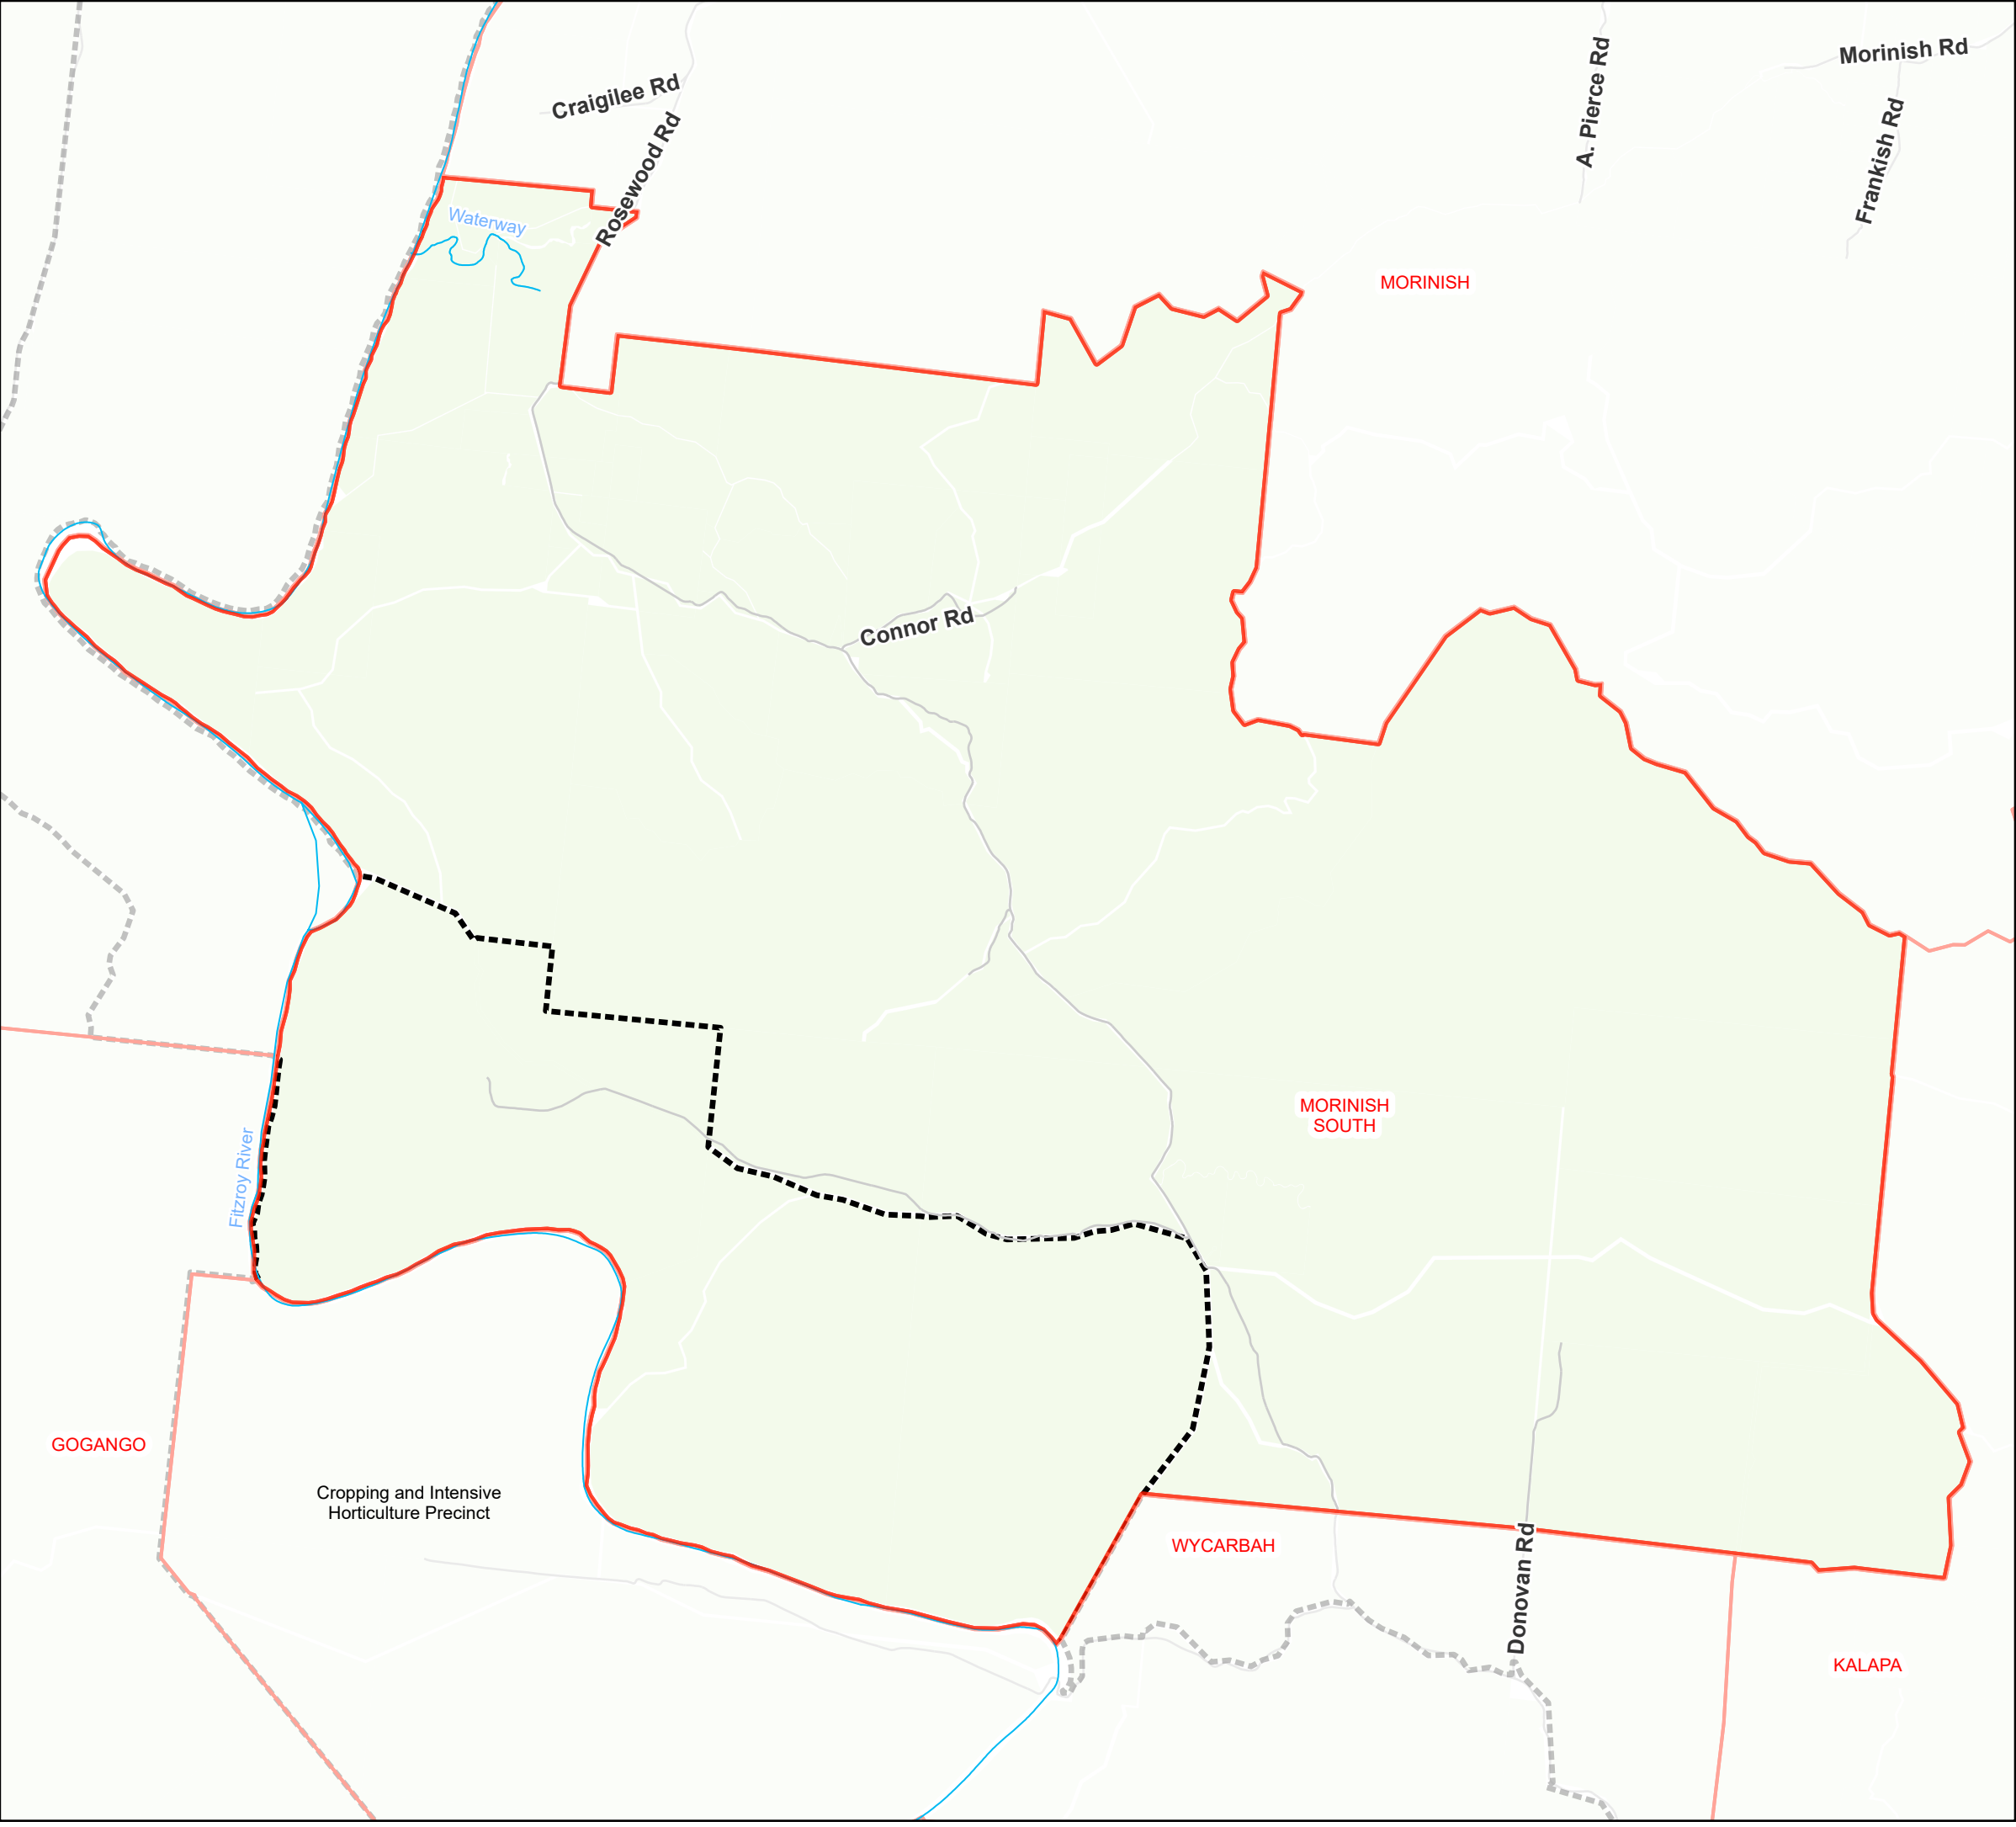 Morinish Rd
A. Pierce Rd
Craigilee Rd
Frankish Rd
Rosewood Rd
Waterway
MORINISH
Connor Rd
MORINISH
SOUTH
Fitzroy River
GOGANGO
Cropping and Intensive
Horticulture Precinct
WYCARBAH
Donovan Rd
KALAPA